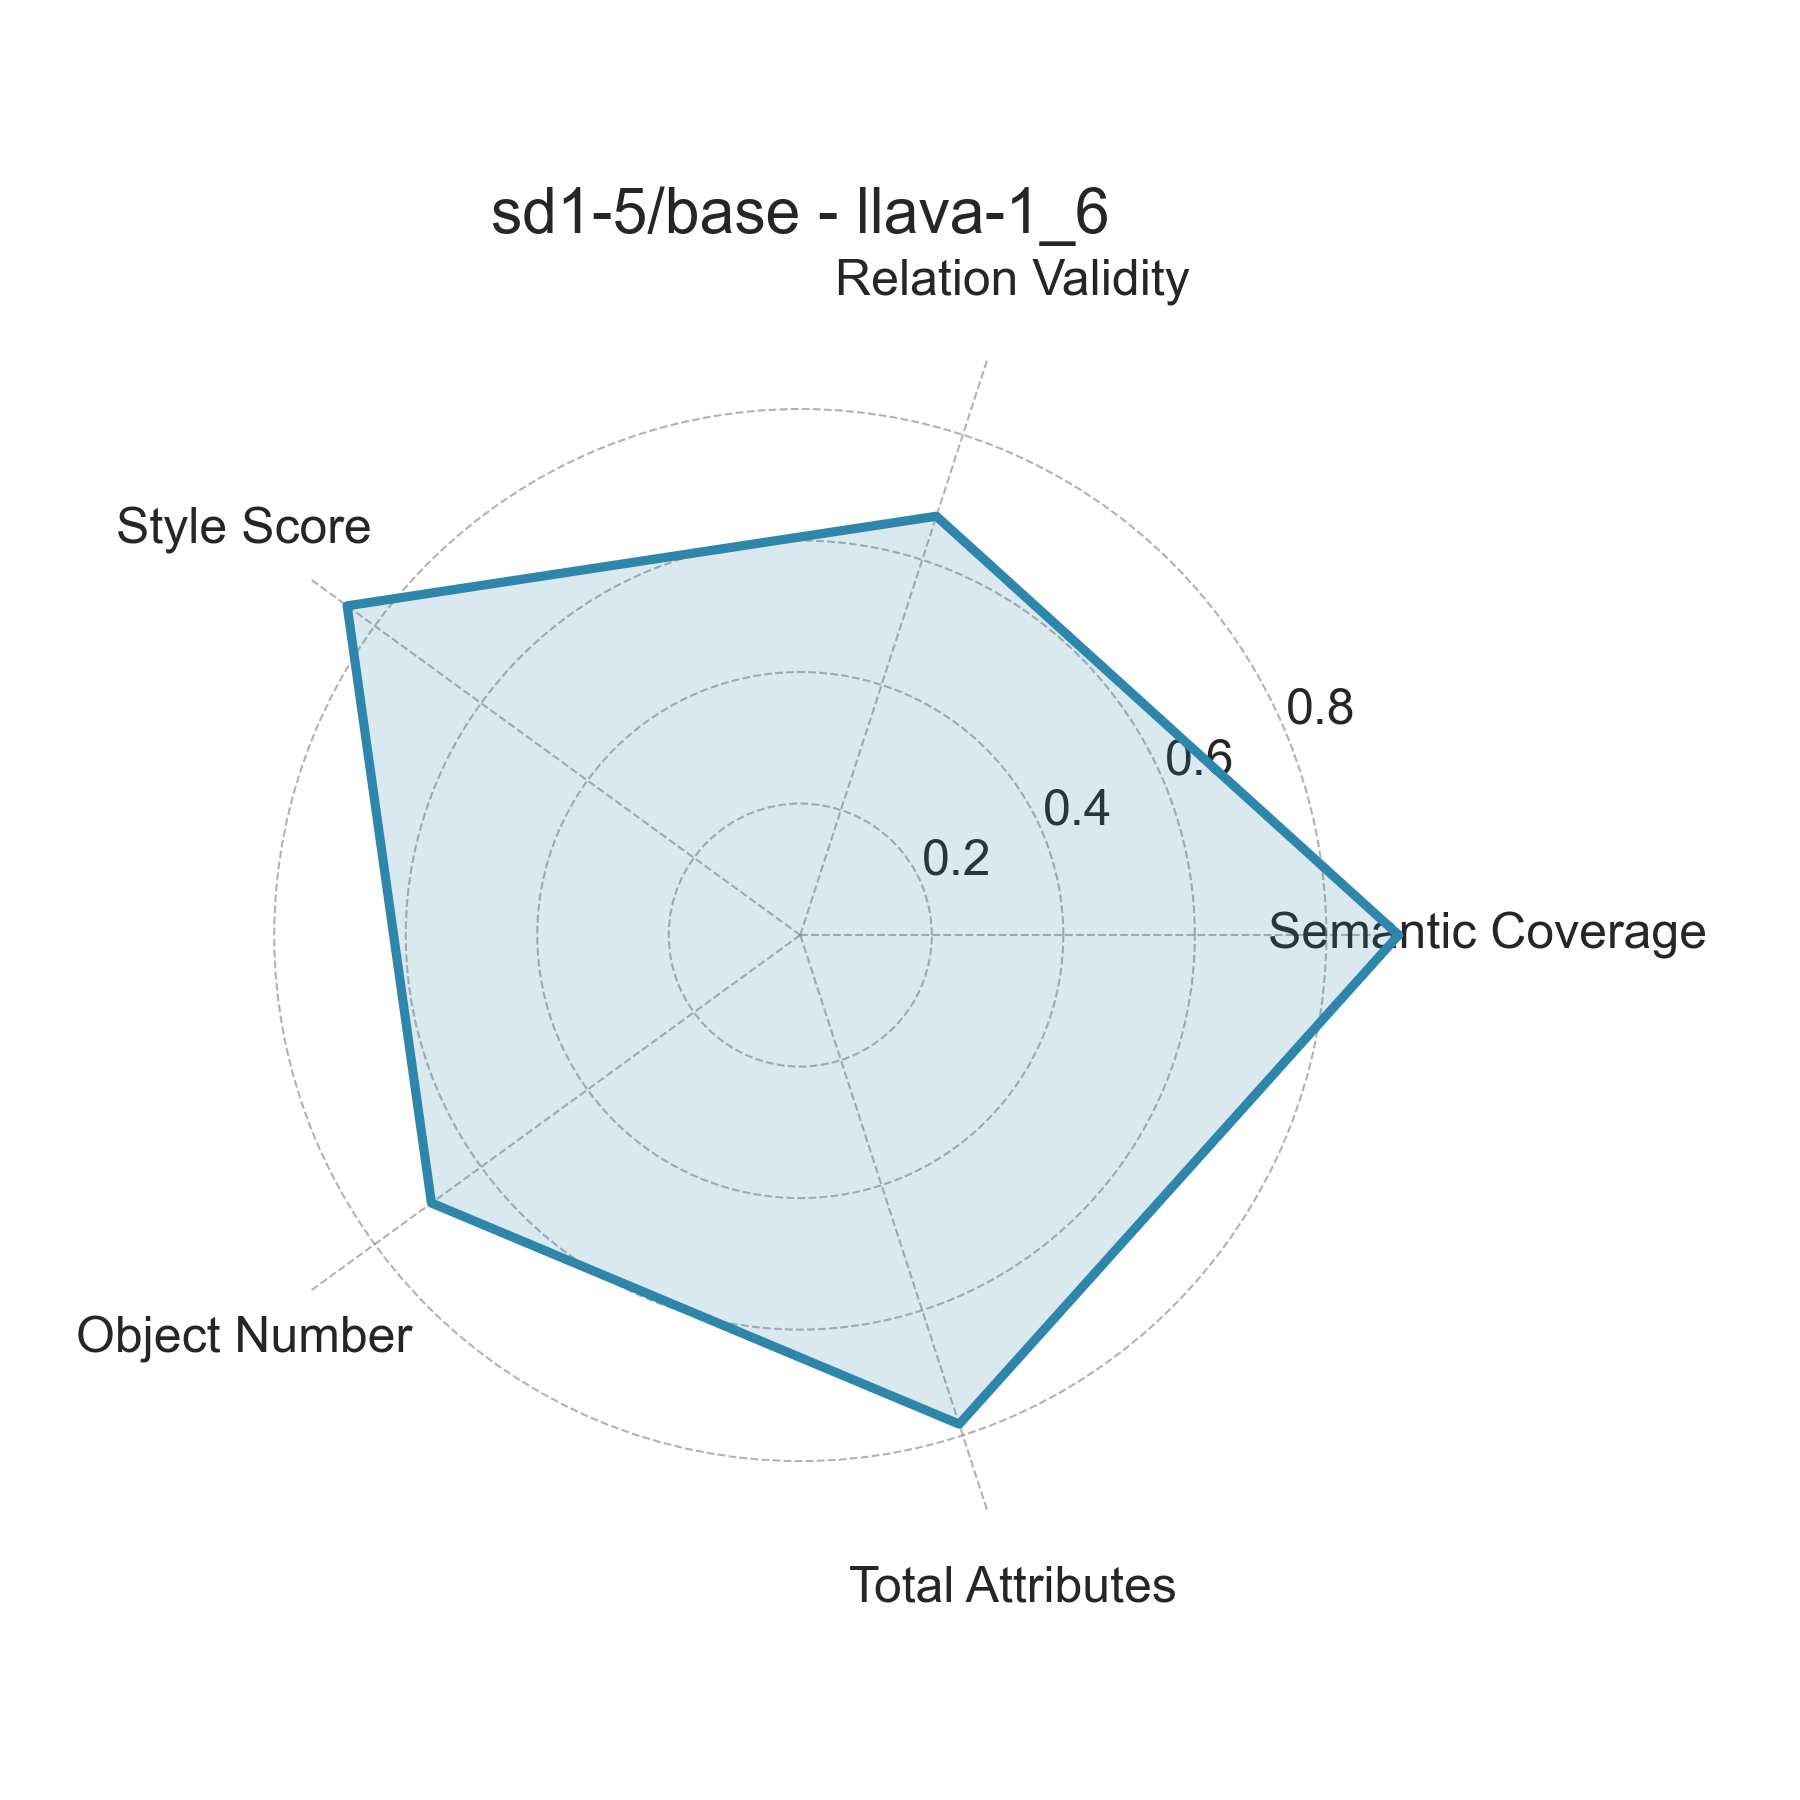 sd1-5/base - llava-1_6
Relation Validity
Style Score
0.8
0.6
0.4
0.2
Semantic Coverage
Object Number
Total Attributes